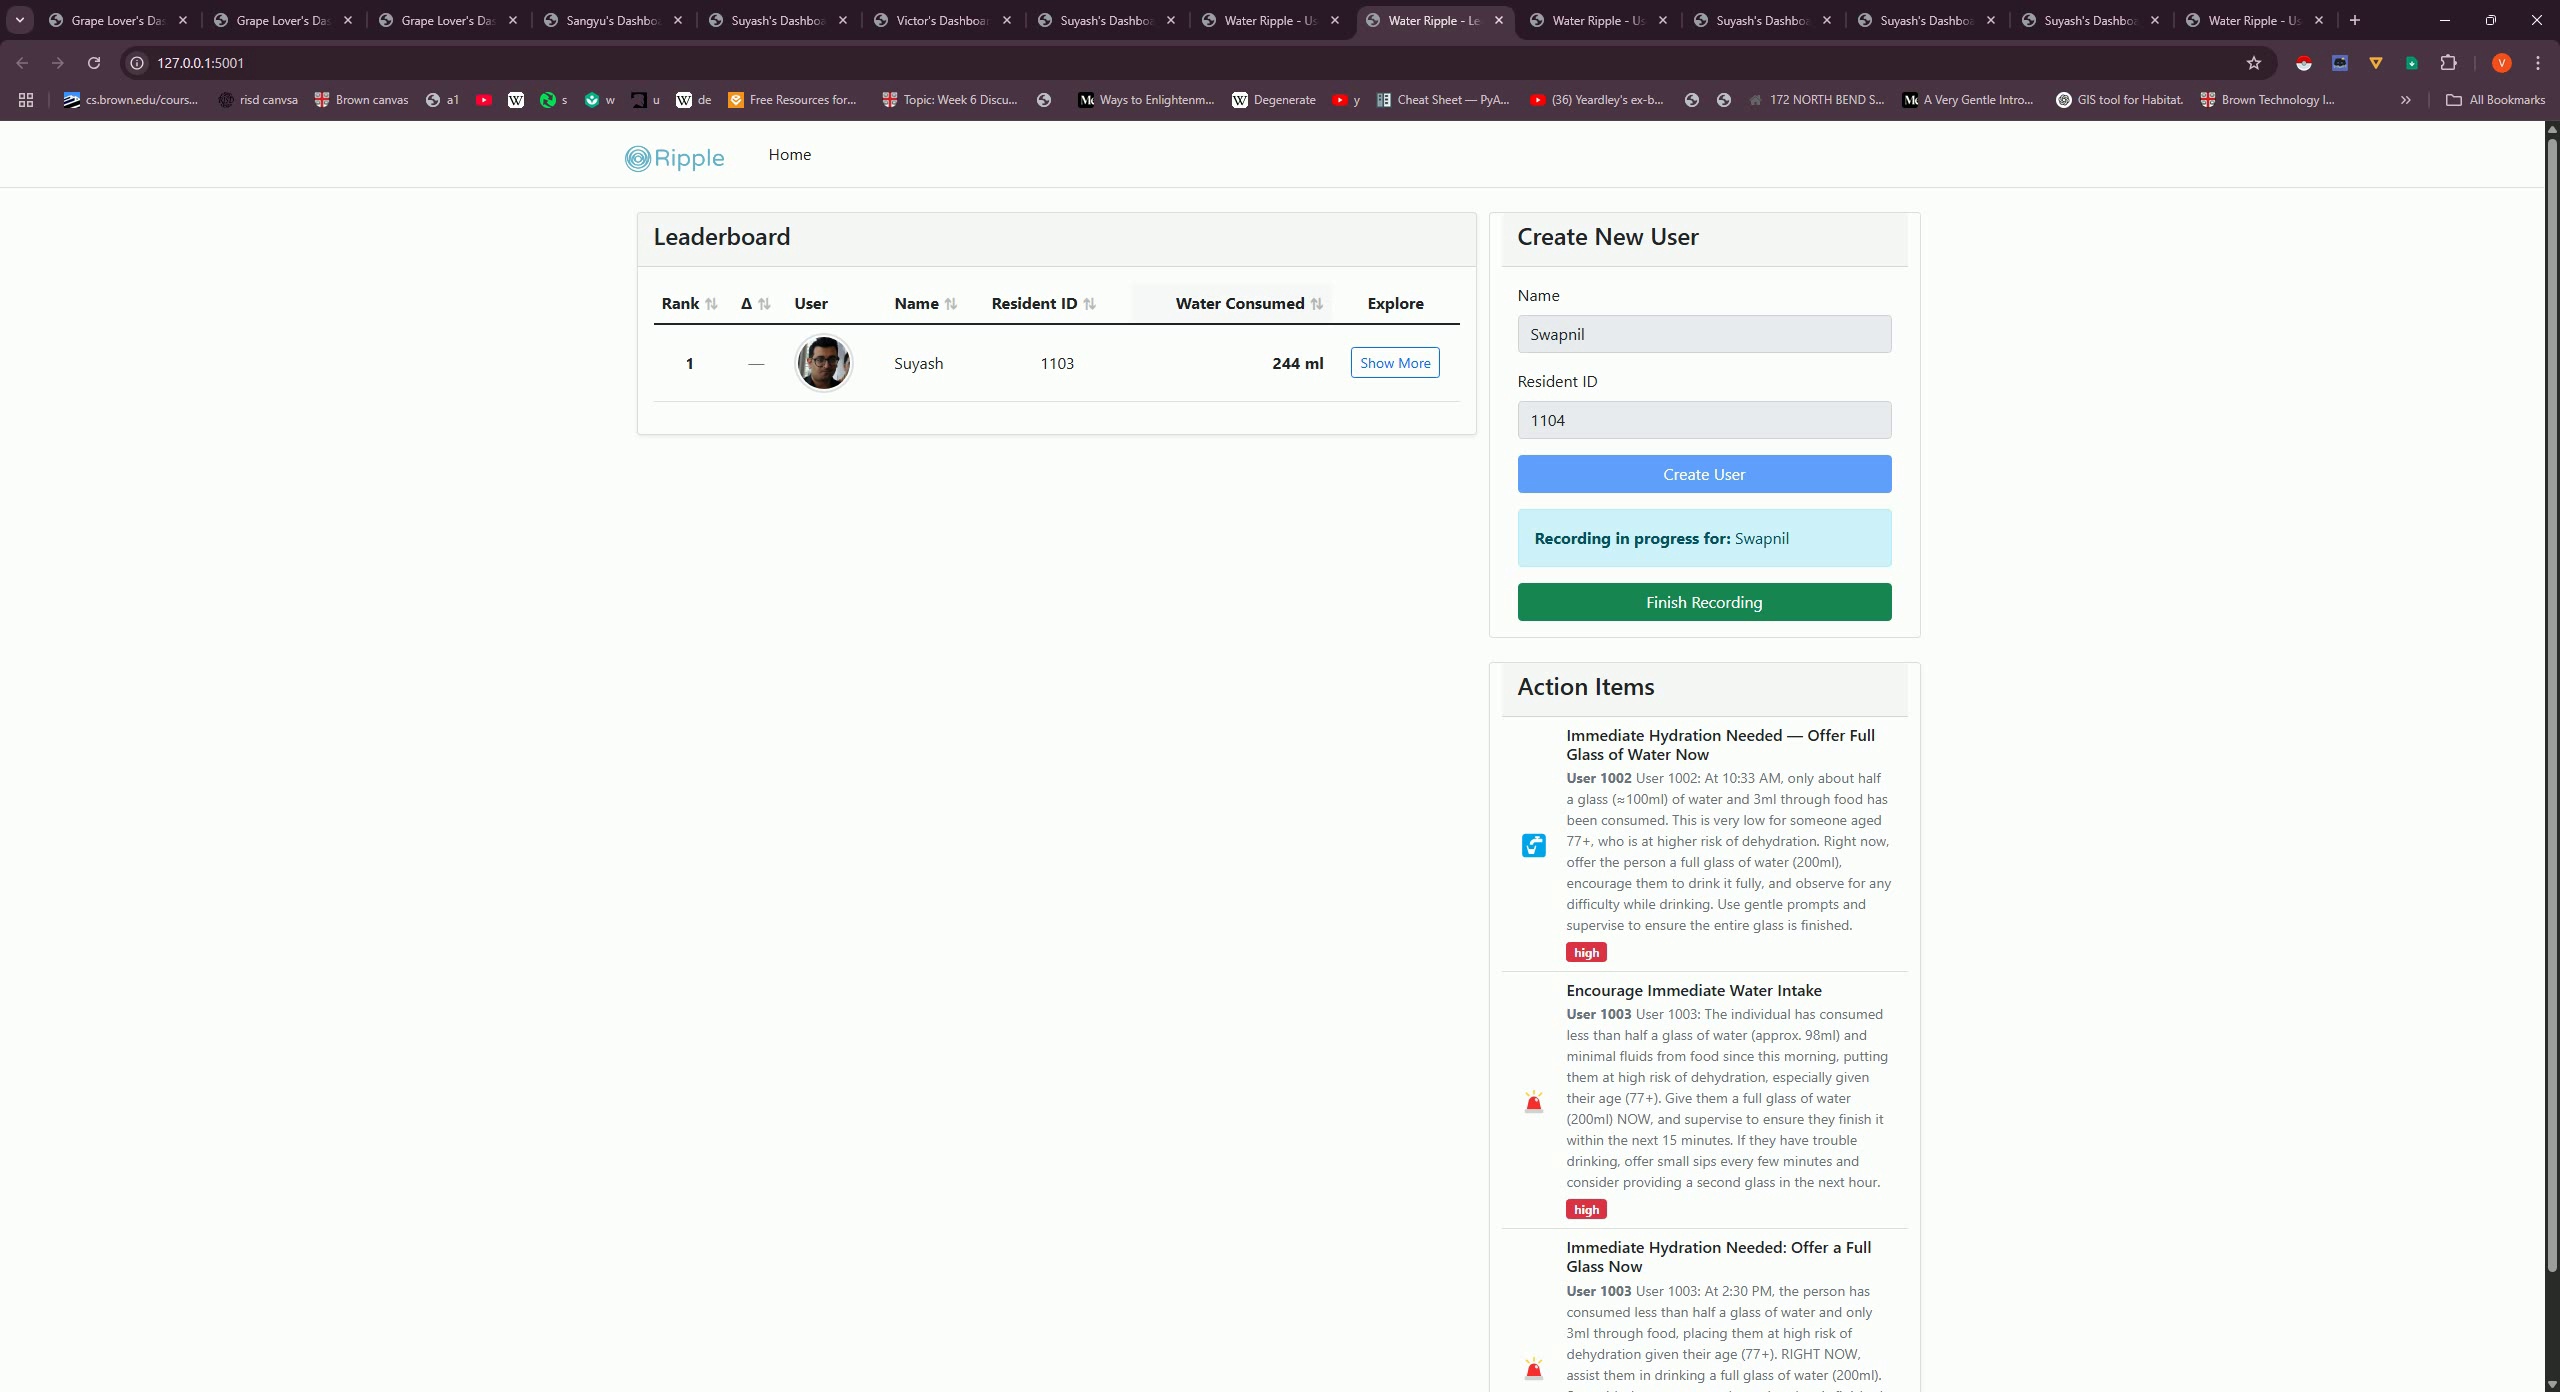 Grape Lover's Das
Grape Lover's Das
Grape Lover's Das
Sangyu's Dashboa
Suyash's Dashboa
Victor's Dashboar
Suyash's Dashboa
Water Ripple - Us
Water Ripple - Le
Water Ripple - Us
Suyash's Dashboa
Suyash's Dashboa
Suyash's Dashboa
Water Ripple - Us
127.0.0.1:5001
V
cs.brown.edu/cours...
risd canvsa
Brown canvas
a1
s
w
u
de
Free Resources for...
Topic: Week 6 Discu...
Ways to Enlightenm...
Degenerate
y
Cheat Sheet — PyA...
(36) Yeardley's ex-b...
172 NORTH BEND S...
A Very Gentle Intro...
GIS tool for Habitat.
Brown Technology I...
All Bookmarks
Ripple
Home
Leaderboard
Rank Δ User Name Resident ID Water Consumed Explore
1 — Suyash 1103 244 ml Show More
Create New User
Name
Swapnil
Resident ID
1104
Create User
Recording in progress for: Swapnil
Finish Recording
Action Items
Immediate Hydration Needed — Offer Full
Glass of Water Now
User 1002 User 1002: At 10:33 AM, only about half
a glass (≈100ml) of water and 3ml through food has
been consumed. This is very low for someone aged
77+, who is at higher risk of dehydration. Right now,
offer the person a full glass of water (200ml),
encourage them to drink it fully, and observe for any
difficulty while drinking. Use gentle prompts and
supervise to ensure the entire glass is finished.
high
Encourage Immediate Water Intake
User 1003 User 1003: The individual has consumed
less than half a glass of water (approx. 98ml) and
minimal fluids from food since this morning, putting
them at high risk of dehydration, especially given
their age (77+). Give them a full glass of water
(200ml) NOW, and supervise to ensure they finish it
within the next 15 minutes. If they have trouble
drinking, offer small sips every few minutes and
consider providing a second glass in the next hour.
high
Immediate Hydration Needed: Offer a Full
Glass Now
User 1003 User 1003: At 2:30 PM, the person has
consumed less than half a glass of water and only
3ml through food, placing them at high risk of
dehydration given their age (77+). RIGHT NOW,
assist them in drinking a full glass of water (200ml).